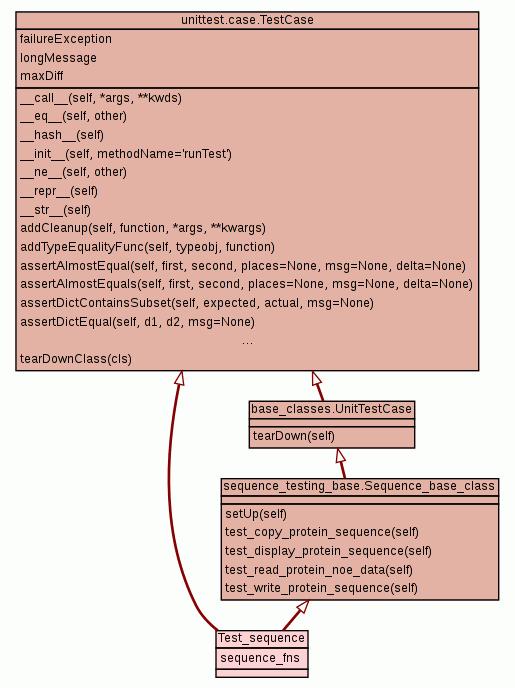 unittest.case.TestCase
failureException
longMessage
maxDiff
__call__(self, *args, **kwds)
__eq__(self, other)
__hash__(self)
__init__(self, methodName='runTest')
__ne__(self, other)
__repr__(self)
__str__(self)
addCleanup(self, function, *args, **kwargs)
addTypeEqualityFunc(self, typeobj, function)
assertAlmostEqual(self, first, second, places=None, msg=None, delta=None)
assertAlmostEquals(self, first, second, places=None, msg=None, delta=None)
assertDictContainsSubset(self, expected, actual, msg=None)
assertDictEqual(self, d1, d2, msg=None)
...
tearDownClass(cls)
base_classes.UnitTestCase
tearDown(self)
sequence_testing_base.Sequence_base_class
setUp(self)
test_copy_protein_sequence(self)
test_display_protein_sequence(self)
test_read_protein_noe_data(self)
test_write_protein_sequence(self)
Test_sequence
sequence_fns